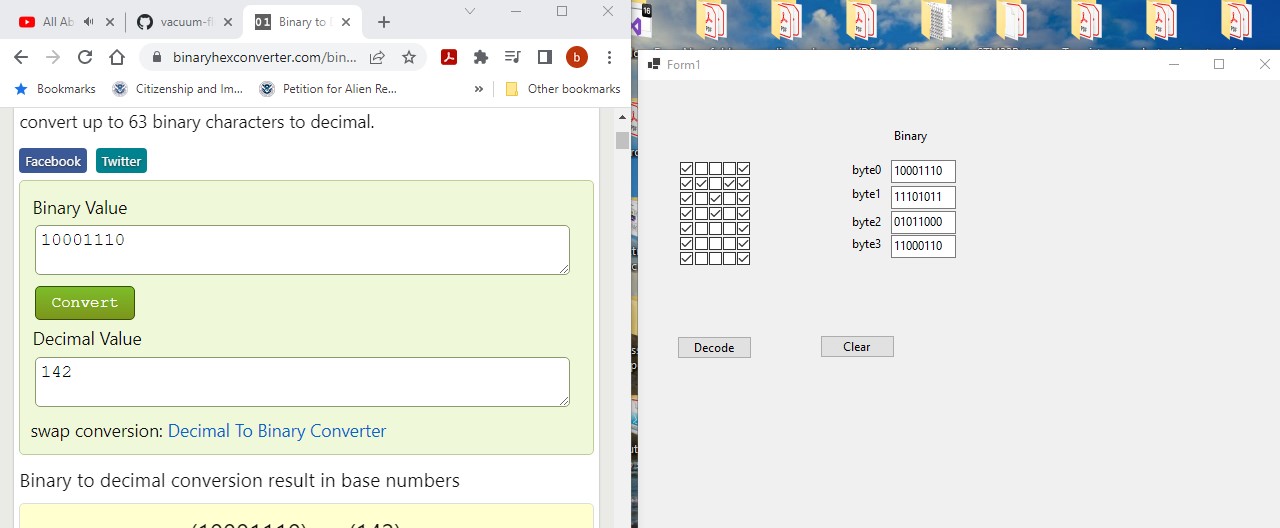 All Ab
vacuum-fl
Binary to
binaryhexconverter.com/bin...
b
Bookmarks
Citizenship and Im...
Petition for Alien Re...
»
Other bookmarks
convert up to 63 binary characters to decimal.
Facebook
Twitter
Binary Value
10001110
Convert
Decimal Value
142
swap conversion: Decimal To Binary Converter
Binary to decimal conversion result in base numbers
16
Form1
Binary
byte0 10001110
byte1 11101011
byte2 01011000
byte3 11000110
Decode
Clear